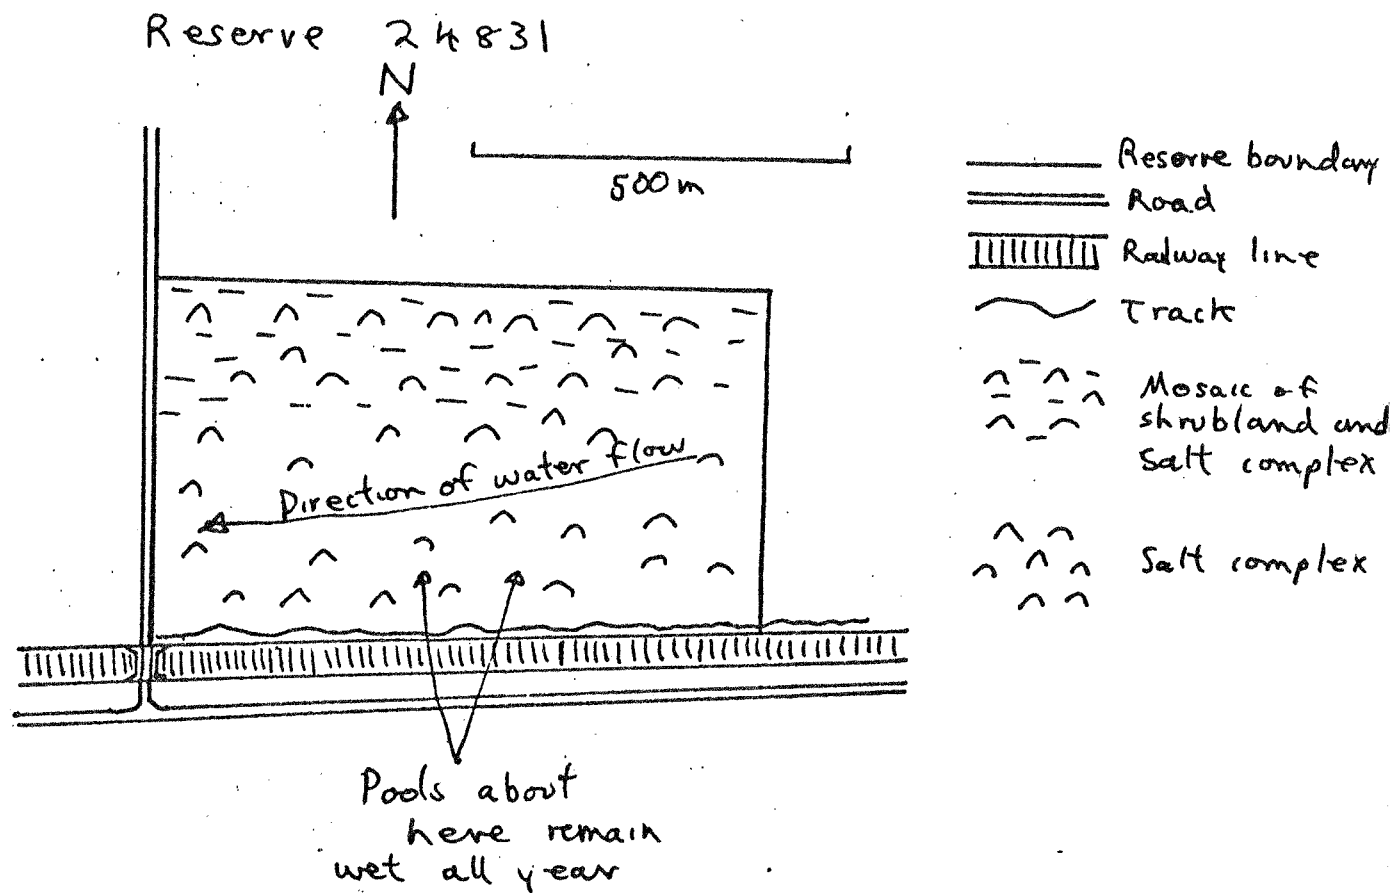 Reserve 24831
N
500m
Reserve boundary
Road
Railway line
Track
Mosaic of
shrubland and
Salt complex
Direction of water flow
Salt complex
Pools about
here remain
wet all year